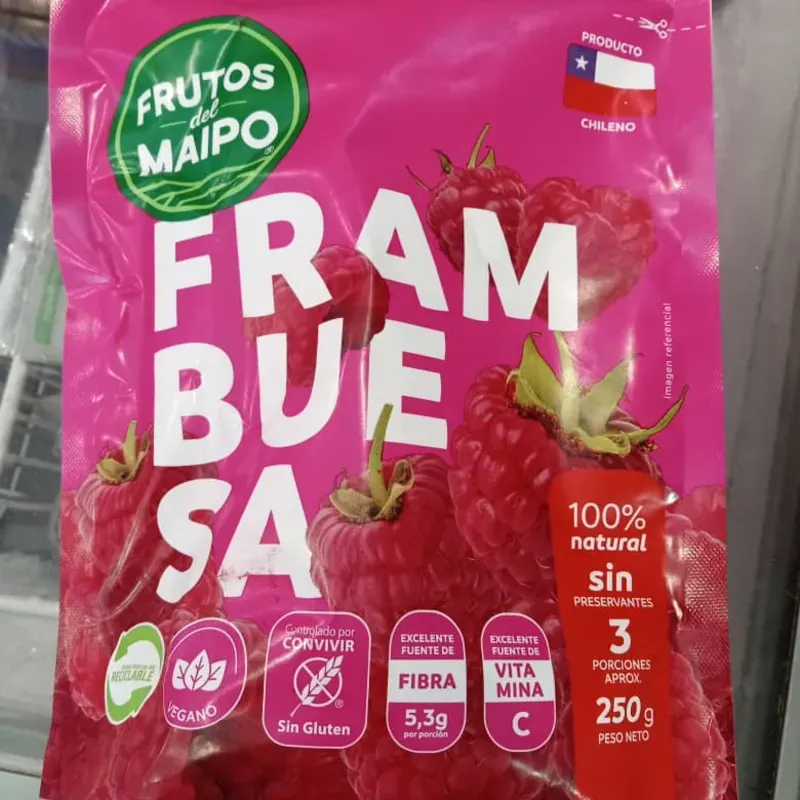 FRUTOS
del
MAIPO
PRODUCTO
CHILENO
FRAM
BUE
SA
imagen referencial
100%
natural
sin
PRESERVANTES
3
PORCIONES
APROX.
250g
PESO NETO
RECICLABLE
VEGANO
Controlado por
CONVIVIR
Sin Gluten
EXCELENTE
FUENTE DE
FIBRA
5,3g
por porción
EXCELENTE
FUENTE DE
VITA
MINA
C